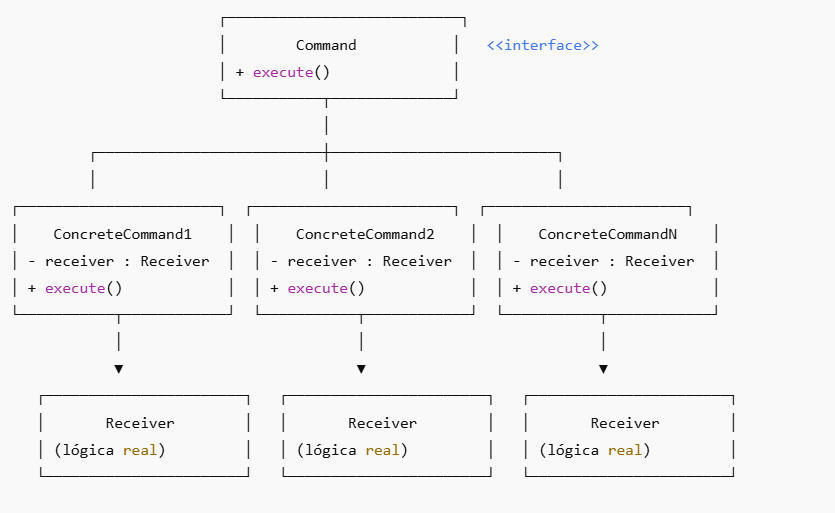 Command <<interface>>
+ execute()
ConcreteCommand1 ConcreteCommand2 ConcreteCommandN
- receiver : Receiver - receiver : Receiver - receiver : Receiver
+ execute() + execute() + execute()
Receiver Receiver Receiver
(lógica real) (lógica real) (lógica real)